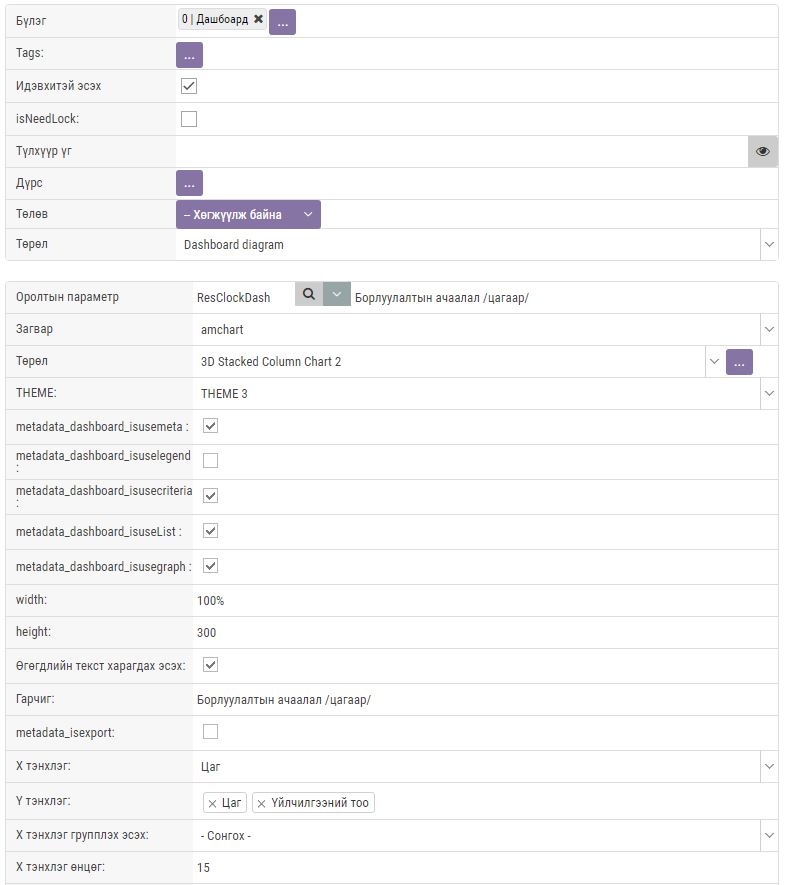 Бүлэг 0 | Дашбоард ...
Tags: ...
Идэвхитэй эсэх
isNeedLock:
Түлхүүр үг
Дүрс ...
Төлөв -- Хөгжүүлж байна
Төрөл Dashboard diagram
Оролтын параметр ResClockDash Борлуулалтын ачаалал /цагаар/
Загвар amchart
Төрөл 3D Stacked Column Chart 2 ...
THEME: THEME 3
metadata_dashboard_isusemeta :
metadata_dashboard_isuselegend
:
metadata_dashboard_isusecriteria
:
metadata_dashboard_isuseList :
metadata_dashboard_isusegraph :
width: 100%
height: 300
Өгөгдлийн текст харагдах эсэх:
Гарчиг: Борлуулалтын ачаалал /цагаар/
metadata_isexport:
X тэнхлэг: Цаг
Y тэнхлэг: Цаг Үйлчилгээний тоо
X тэнхлэг групплэх эсэх: - Сонгох -
X тэнхлэг өнцөг: 15